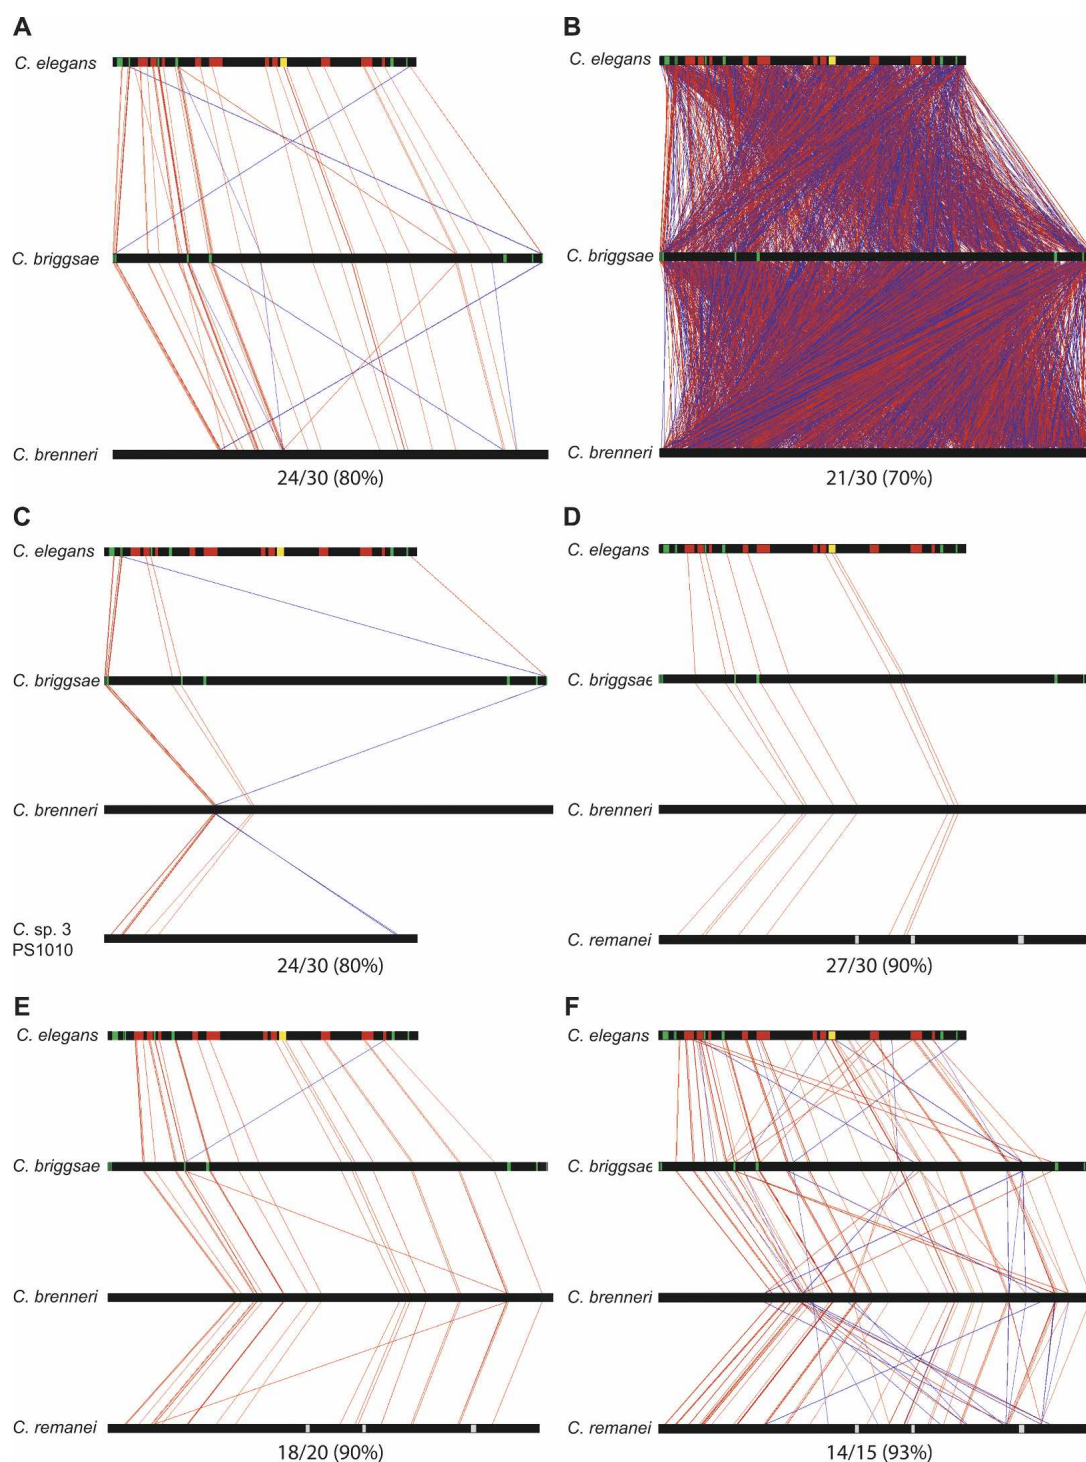 A
C. elegans
C. briggsae
C. brenneri
24/30 (80%)
B
C. elegans
C. briggsae
C. brenneri
21/30 (70%)
C
C. elegans
C. briggsae
C. brenneri
C. sp. 3
PS1010
24/30 (80%)
D
C. elegans
C. briggsae
C. brenneri
C. remanei
27/30 (90%)
E
C. elegans
C. briggsae
C. brenneri
C. remanei
18/20 (90%)
F
C. elegans
C. briggsae
C. brenneri
C. remanei
14/15 (93%)